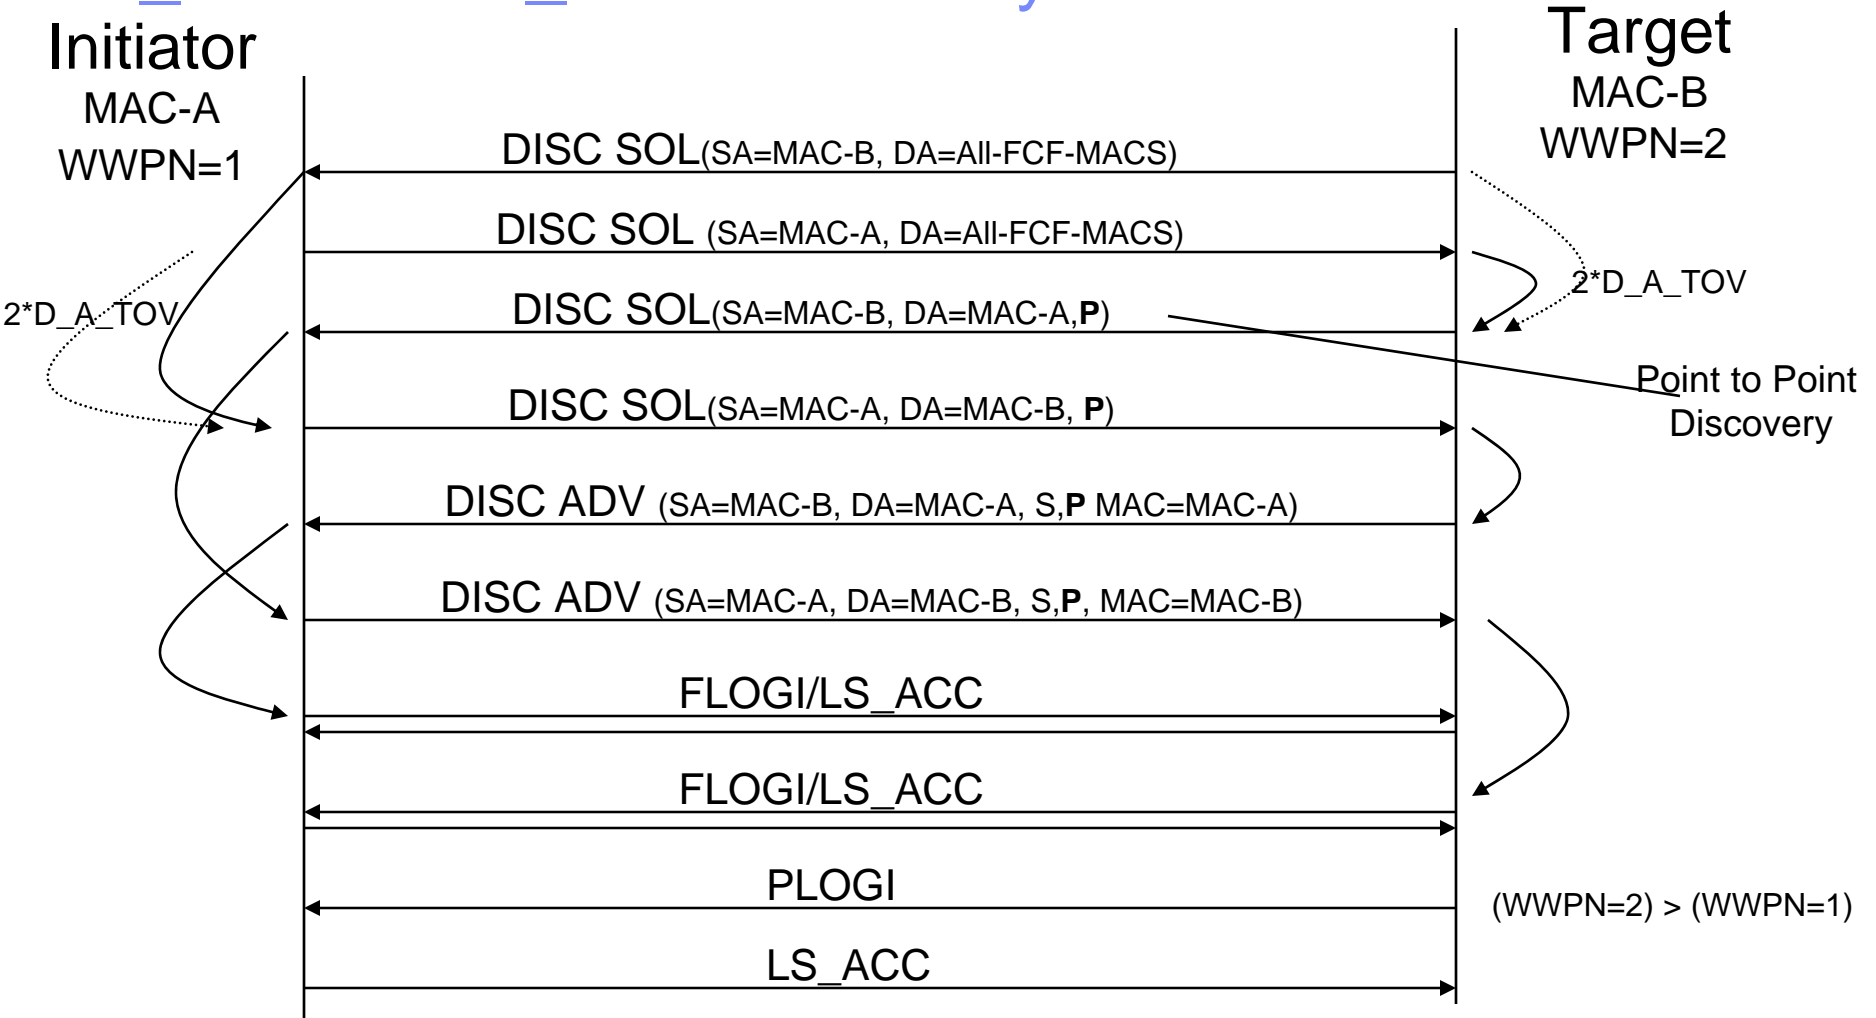 Initiator
MAC-A
WWPN=1
Target
MAC-B
WWPN=2
DISC SOL(SA=MAC-B, DA=All-FCF-MACS)
DISC SOL (SA=MAC-A, DA=All-FCF-MACS)
2*D_A_TOV
2*D_A_TOV
DISC SOL(SA=MAC-B, DA=MAC-A,P)
Point to Point
Discovery
DISC SOL(SA=MAC-A, DA=MAC-B, P)
DISC ADV (SA=MAC-B, DA=MAC-A, S,P MAC=MAC-A)
DISC ADV (SA=MAC-A, DA=MAC-B, S,P, MAC=MAC-B)
FLOGI/LS_ACC
FLOGI/LS_ACC
PLOGI
(WWPN=2) > (WWPN=1)
LS_ACC